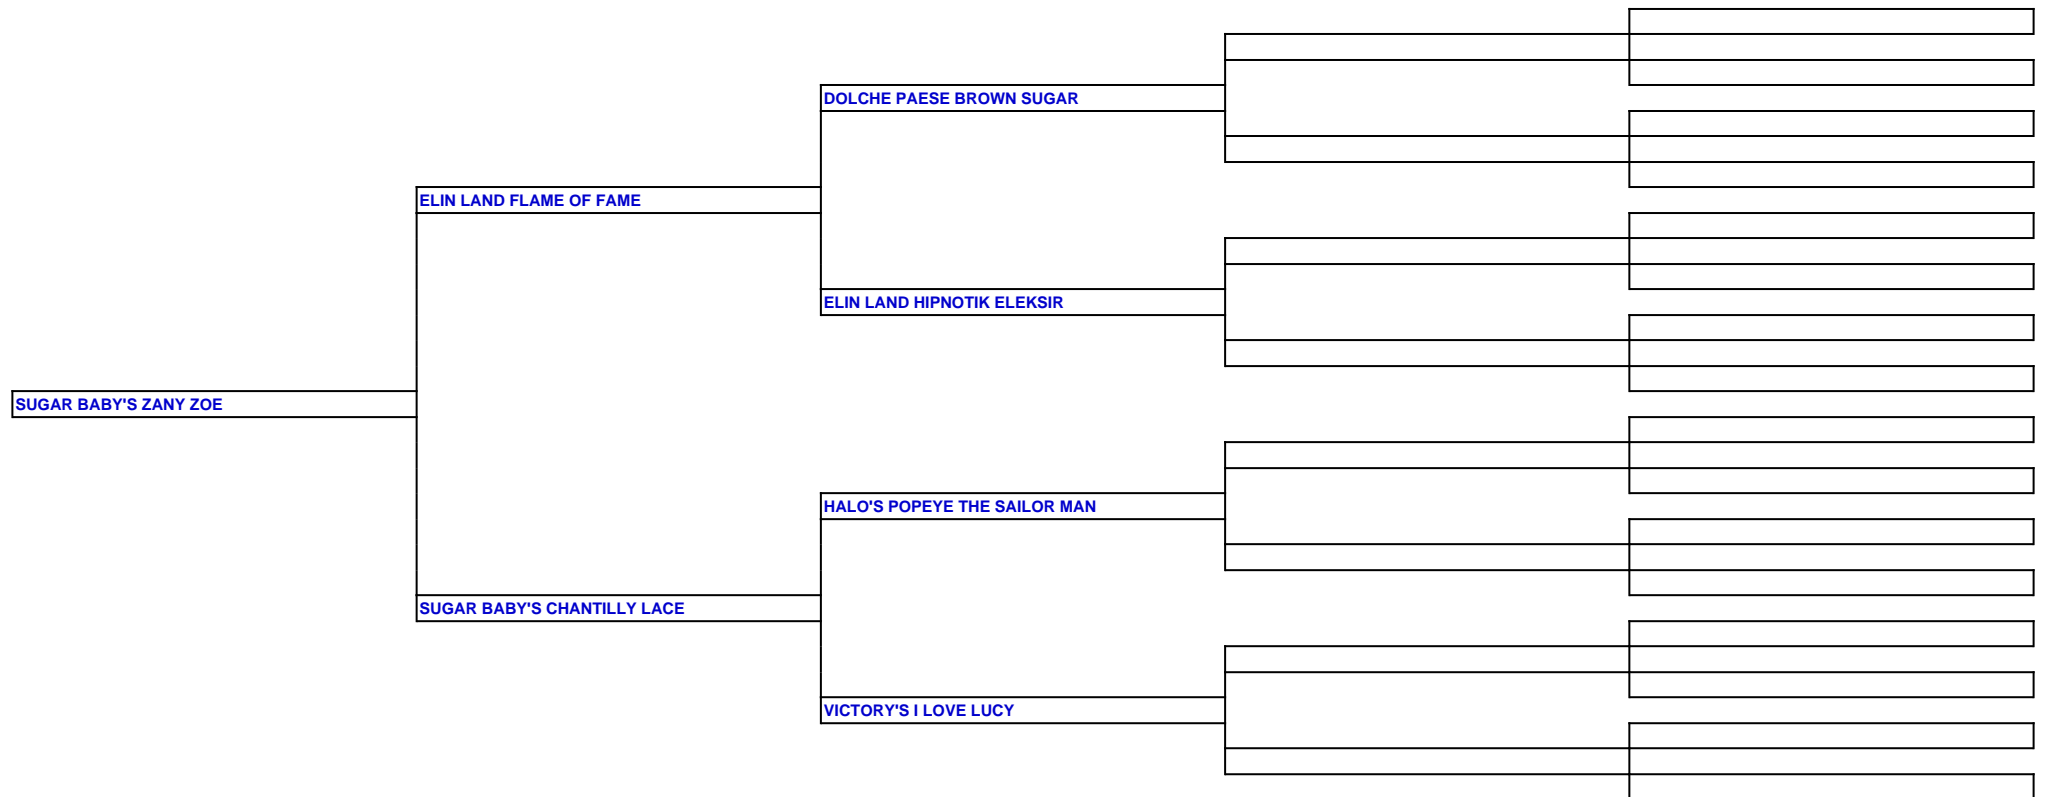 DOLCHE PAESE BROWN SUGAR
ELIN LAND FLAME OF FAME
ELIN LAND HIPNOTIK ELEKSIR
SUGAR BABY'S ZANY ZOE
HALO'S POPEYE THE SAILOR MAN
SUGAR BABY'S CHANTILLY LACE
VICTORY'S I LOVE LUCY